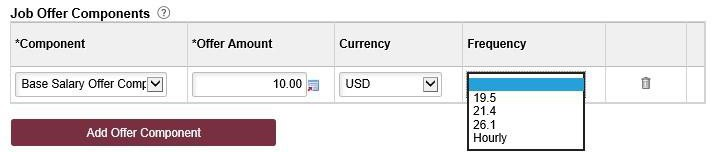 Job Offer Components ?
*Component *Offer Amount Currency Frequency
Base Salary Offer Comp 10.00 USD
19.5
21.4
26.1
Hourly
Add Offer Component